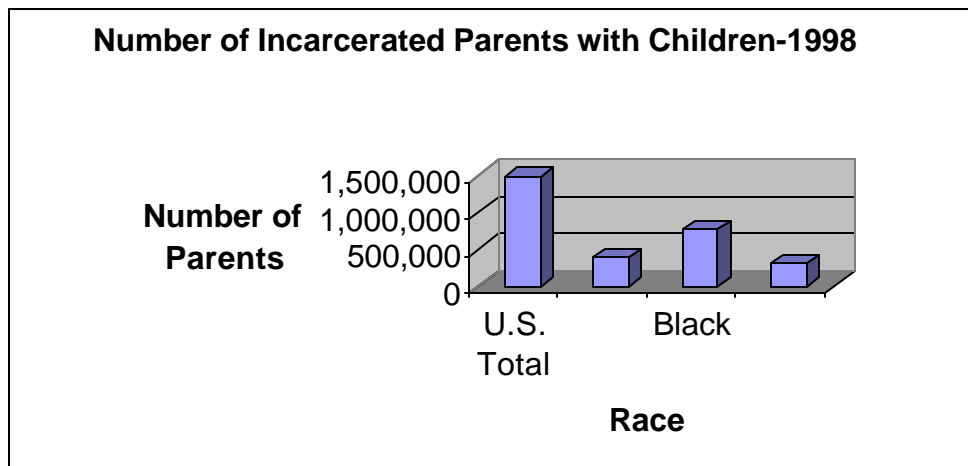 Number of Incarcerated Parents with Children-1998
Number of
Parents
1,500,000
1,000,000
500,000
0
U.S.
Total
Black
Race